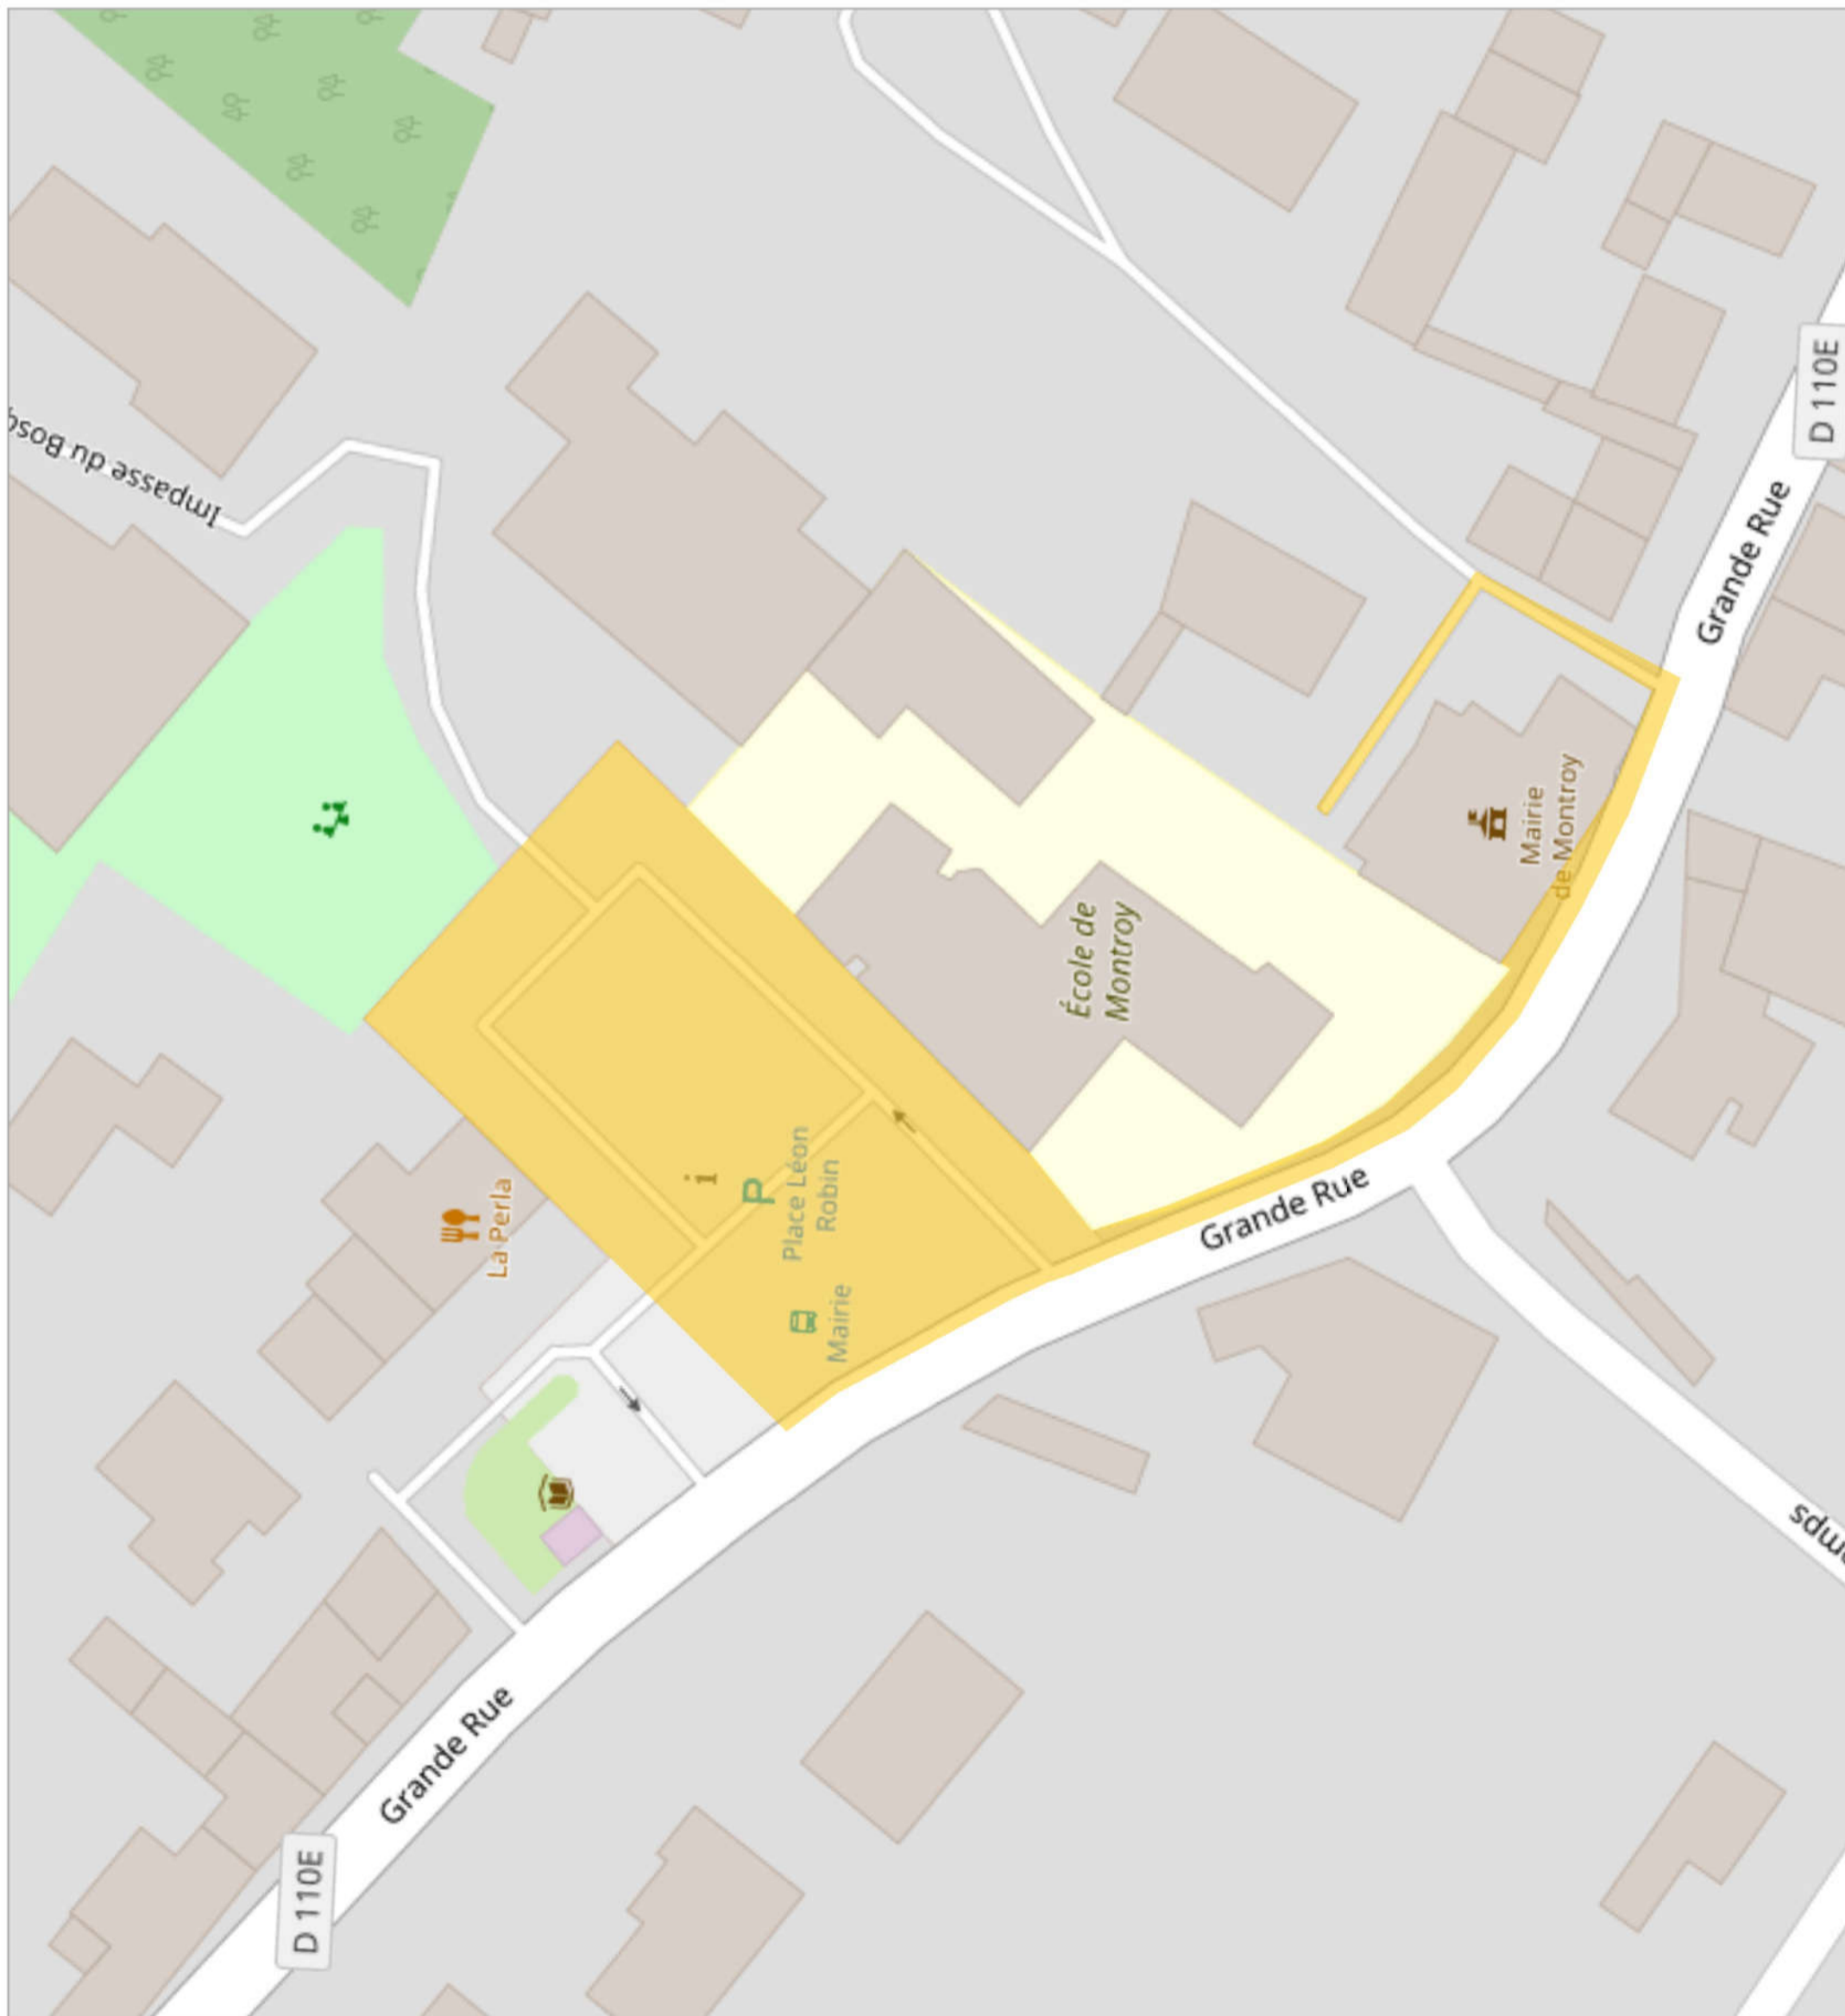 D 110E
Grande Rue
Impasse du Bosq
Mairie
de Montroy
École de
Montroy
Place Léon
Robin
P
i
La Perla
Mairie
Grande Rue
Grande Rue
D 110E